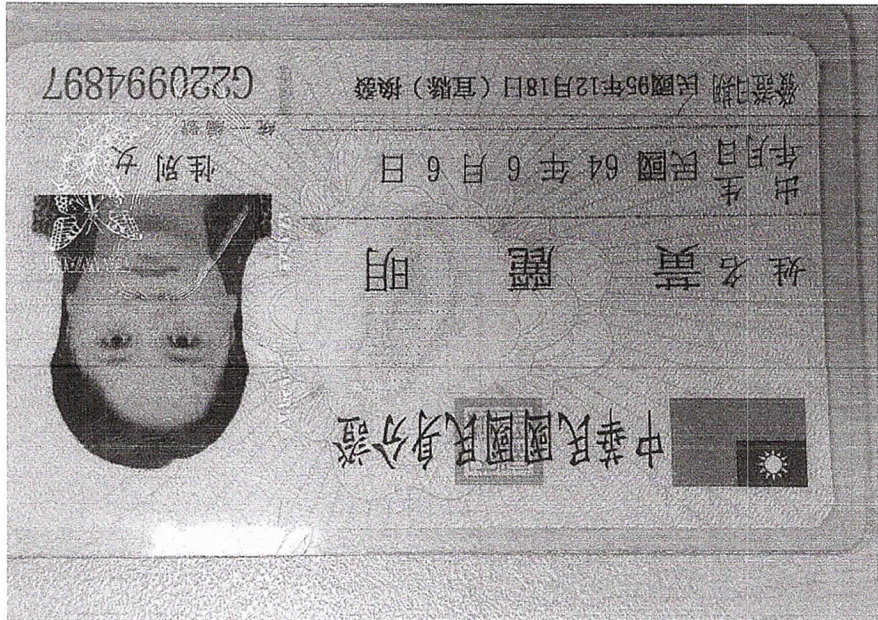 中華民國國民身分證
姓名 黃麗明
出生年月日 民國 64 年 6 月 6 日
性別 女
發證日期 民國95年12月18日(宜縣)換發
統一編號
G220994897
TAIWAN